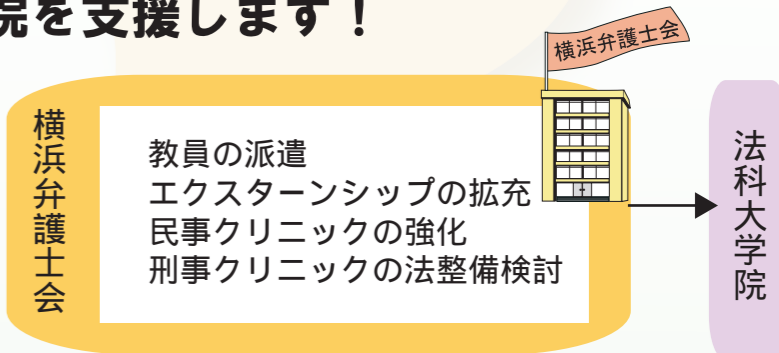 院を支援します！
横浜弁護士会
横浜弁護士会
教員の派遣
エクスターンシップの拡充
民事クリニックの強化
刑事クリニックの法整備検討
法科大学院